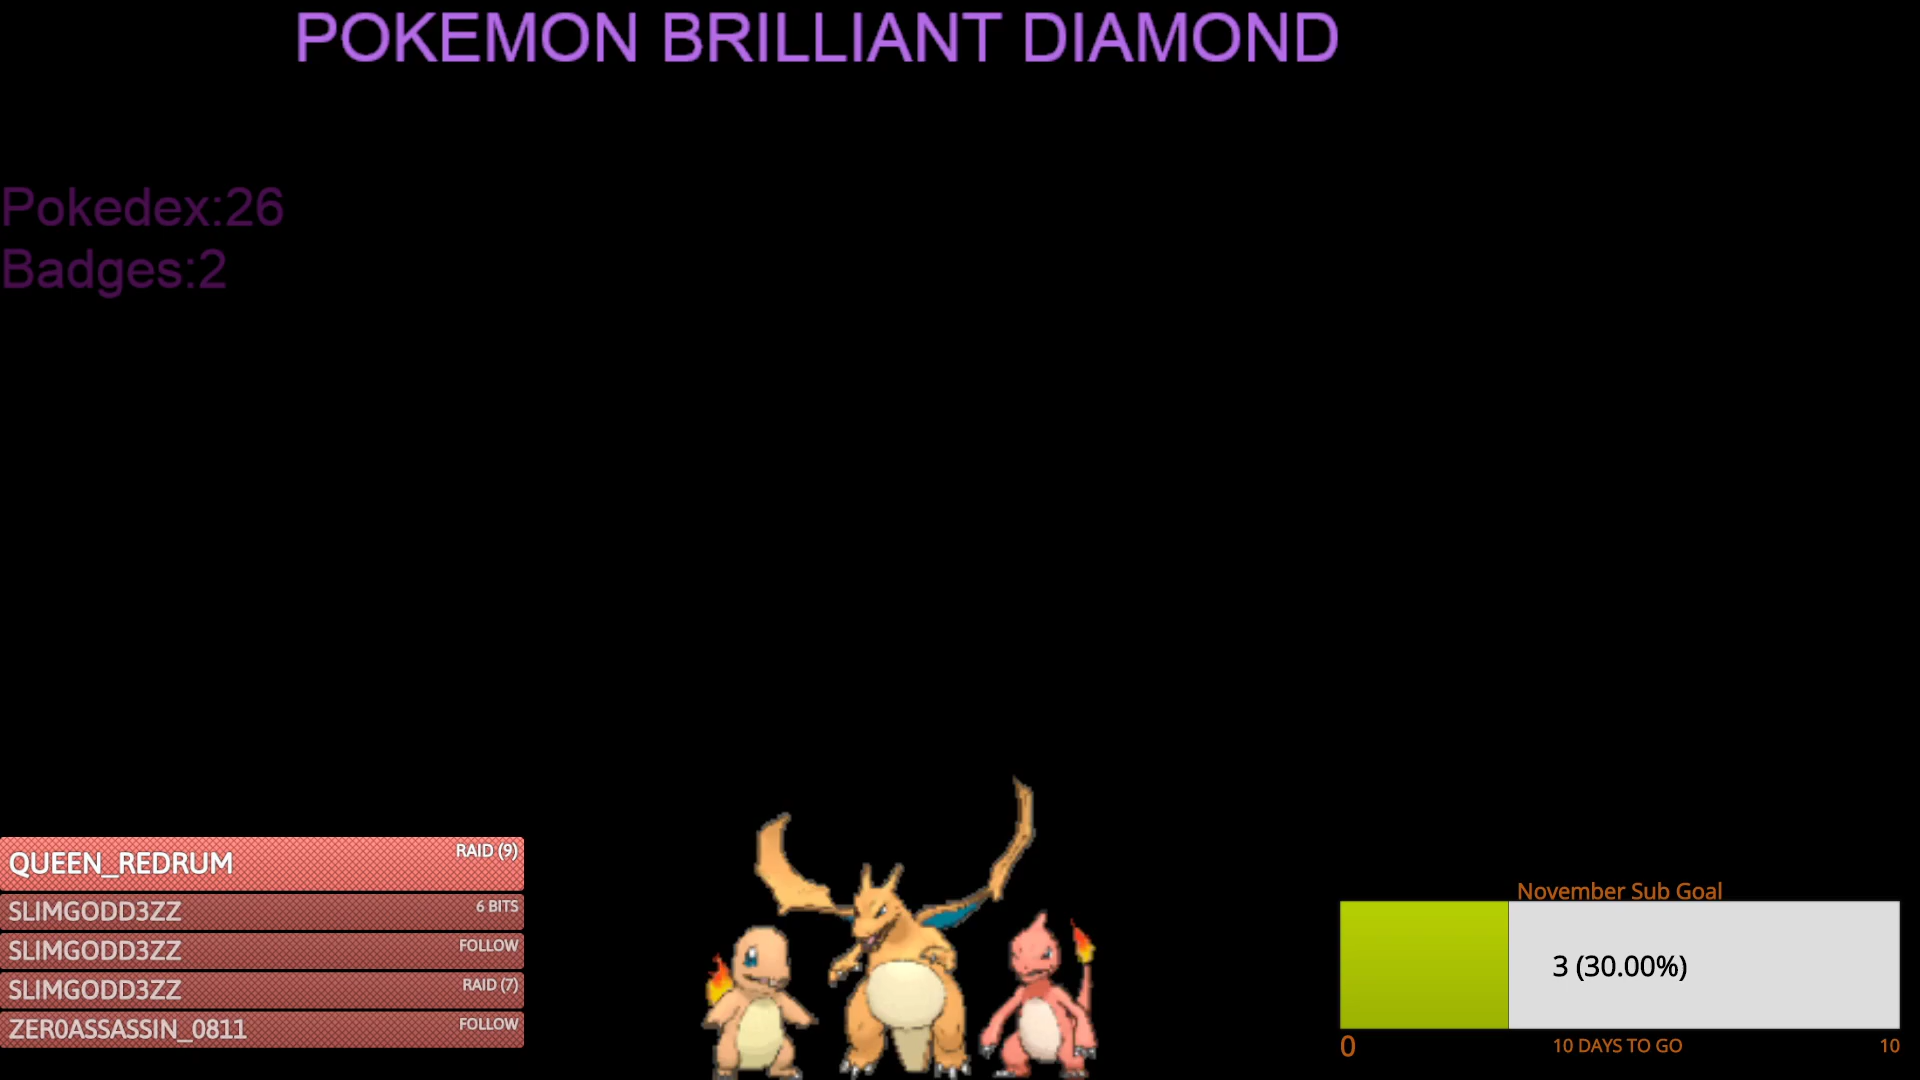 POKEMON BRILLIANT DIAMOND
Pokedex:26
Badges:2
QUEEN_REDRUM RAID (9)
SLIMGODD3ZZ 6 BITS
SLIMGODD3ZZ FOLLOW
SLIMGODD3ZZ RAID (7)
ZER0ASSASSIN_0811 FOLLOW
November Sub Goal
3 (30.00%)
0 10 DAYS TO GO 10